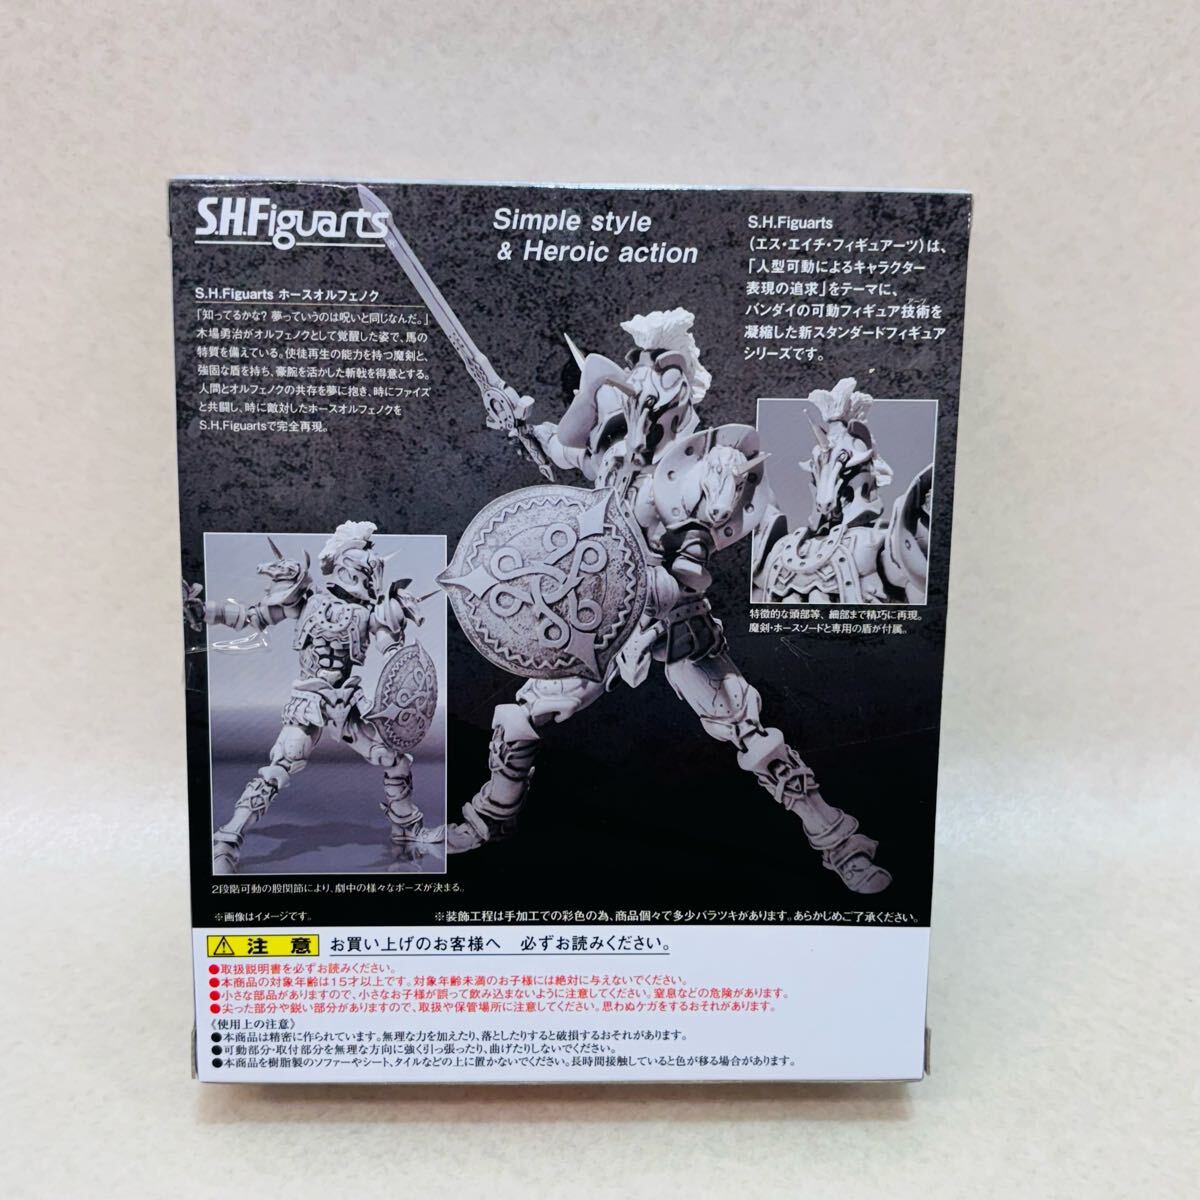 S.H.Figuarts
Simple style
& Heroic action
S.H.Figuarts
(エス・エイチ・フィギュアーツ)は、
「人型可動によるキャラクター
表現の追求」をテーマに、
バンダイの可動フィギュア技術を
アーツ
凝縮した新スタンダードフィギュア
シリーズです。
S.H.Figuarts ホースオルフェノク
「知ってるかな? 夢っていうのは呪いと同じなんだ。」
木場勇治がオルフェノクとして覚醒した姿で、馬の
特質を備えている。使徒再生の能力を持つ魔剣と、
強固な盾を持ち、豪腕を活かした斬戟を得意とする。
人間とオルフェノクの共存を夢に抱き、時にファイズ
と共闘し、時に敵対したホースオルフェノクを
S.H.Figuartsで完全再現。
特徴的な頭部等、細部まで精巧に再現。
魔剣・ホースソードと専用の盾が付属。
2段階可動の股関節により、劇中の様々なポーズが決まる。
※画像はイメージです。
※装飾工程は手加工での彩色の為、商品個々で多少バラツキがあります。あらかじめご了承ください。
注意 お買い上げのお客様へ 必ずお読みください。
●取扱説明書を必ずお読みください。
●本商品の対象年齢は15才以上です。対象年齢未満のお子様には絶対に与えないでください。
●小さな部品がありますので、小さなお子様が誤って飲み込まないように注意してください。窒息などの危険があります。
●尖った部分や鋭い部分がありますので、取扱や保管場所に注意してください。思わぬケガをするおそれがあります。
《使用上の注意》
●本商品は精密に作られています。無理な力を加えたり、落としたりすると破損するおそれがあります。
●可動部分・取付部分を無理な方向に強く引っ張ったり、曲げたりしないでください。
●本商品を樹脂製のソファーやシート、タイルなどの上に置かないでください。長時間接触していると色が移る場合があります。